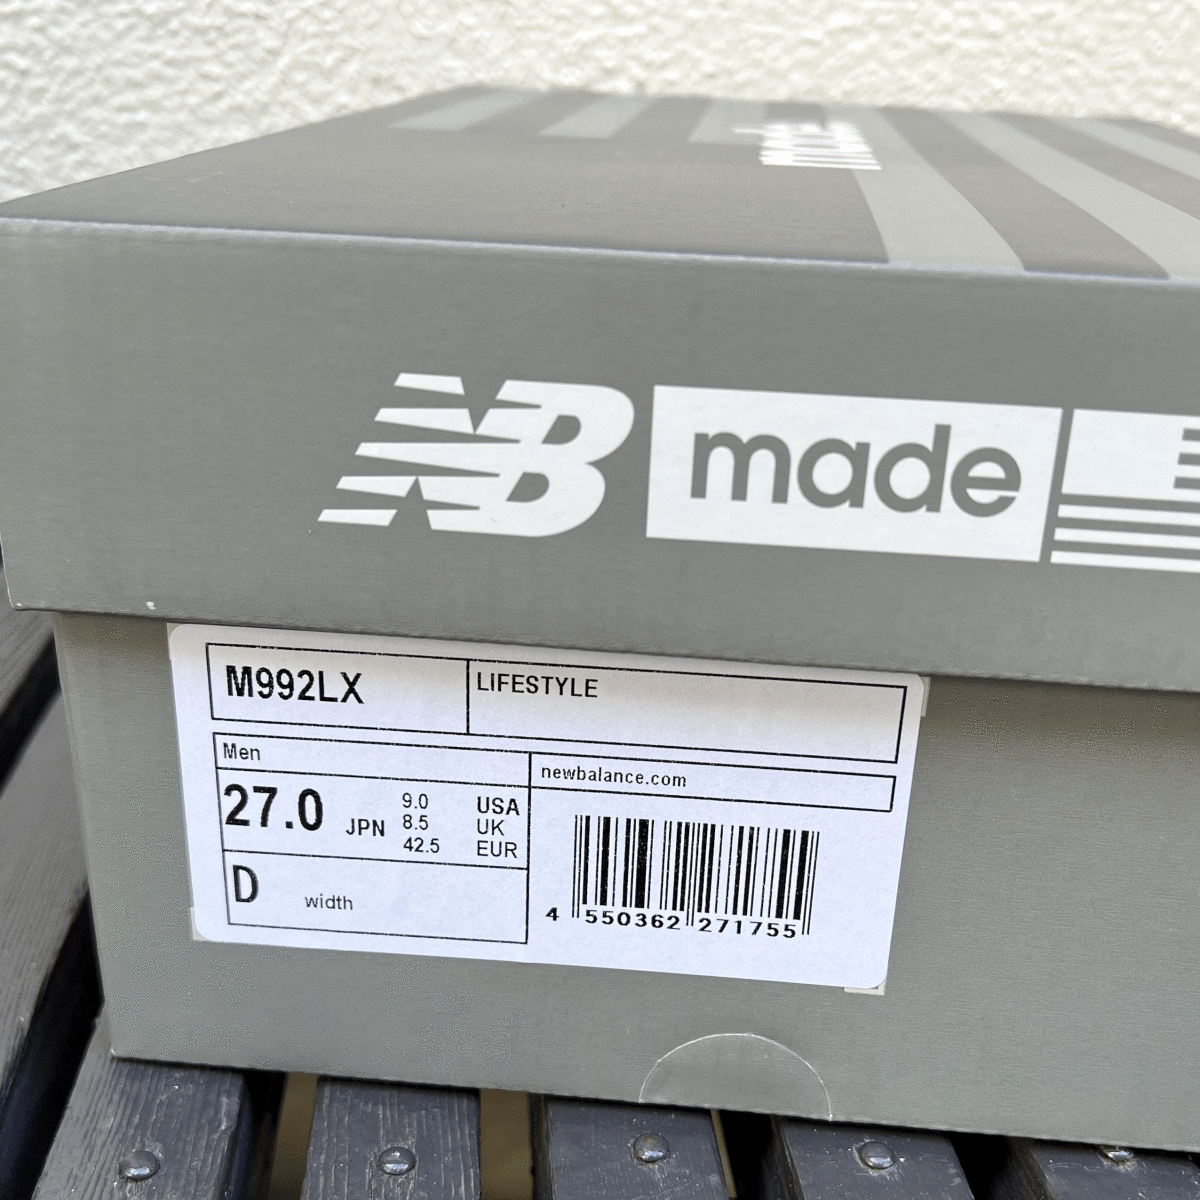 made
NB made
M992LX LIFESTYLE
Men
newbalance.com
27.0 JPN
9.0 USA
8.5 UK
42.5 EUR
D width
4 550362 271755